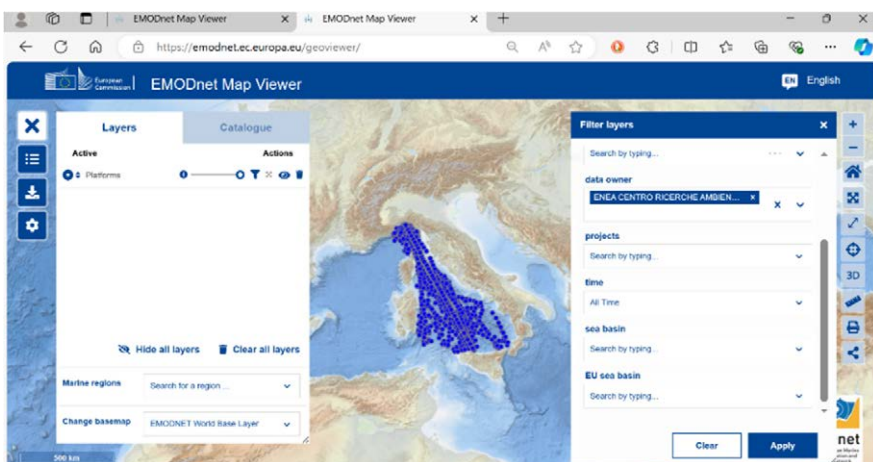 EMODnet Map Viewer
EMODnet Map Viewer
https://emodnet.ec.europa.eu/geoviewer/
European
Commission
EMODnet Map Viewer
EN English
Layers
Catalogue
Active
Actions
Platforms
Hide all layers
Clear all layers
Marine regions
Search for a region ...
Change basemap
EMODNET World Base Layer
500 km
Filter layers
Search by typing...
data owner
ENEA CENTRO RICERCHE AMBIEN...
projects
Search by typing...
time
All Time
sea basin
Search by typing...
EU sea basin
Search by typing...
Clear
Apply
3D
net